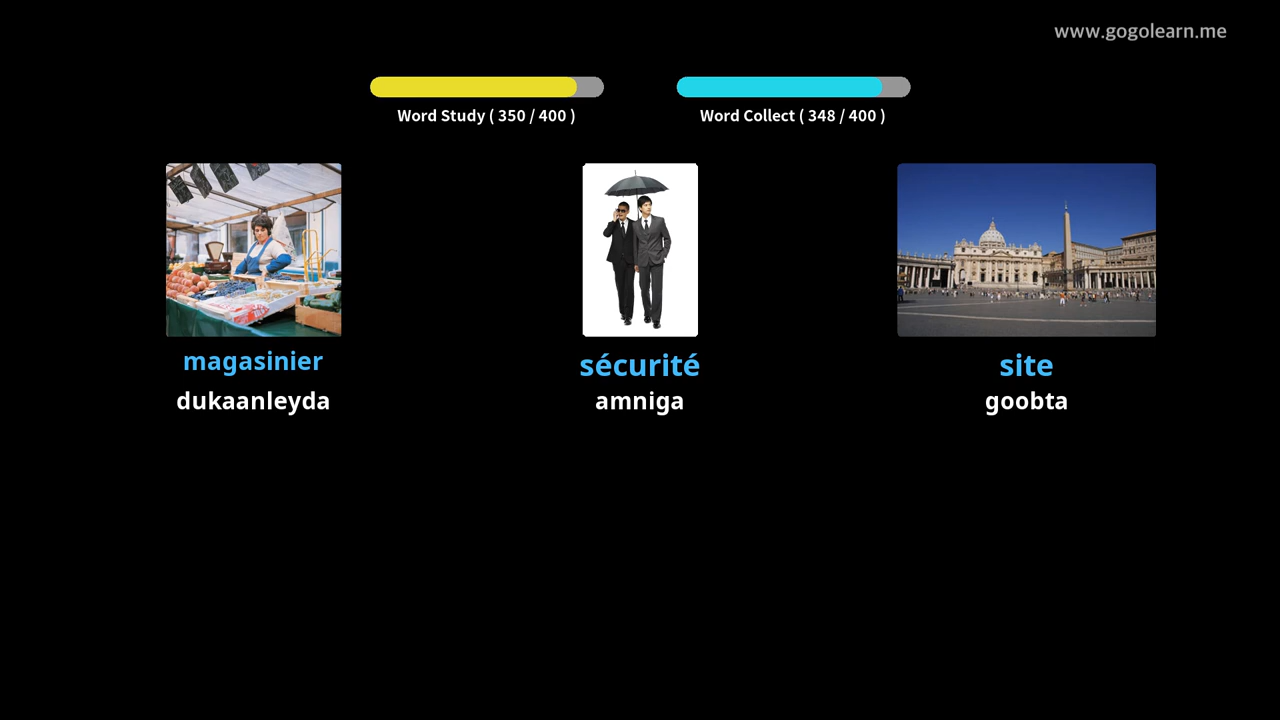 www.gogolearn.me
Word Study ( 350 / 400 )
Word Collect ( 348 / 400 )
magasinier
sécurité
site
dukaanleyda
amniga
goobta